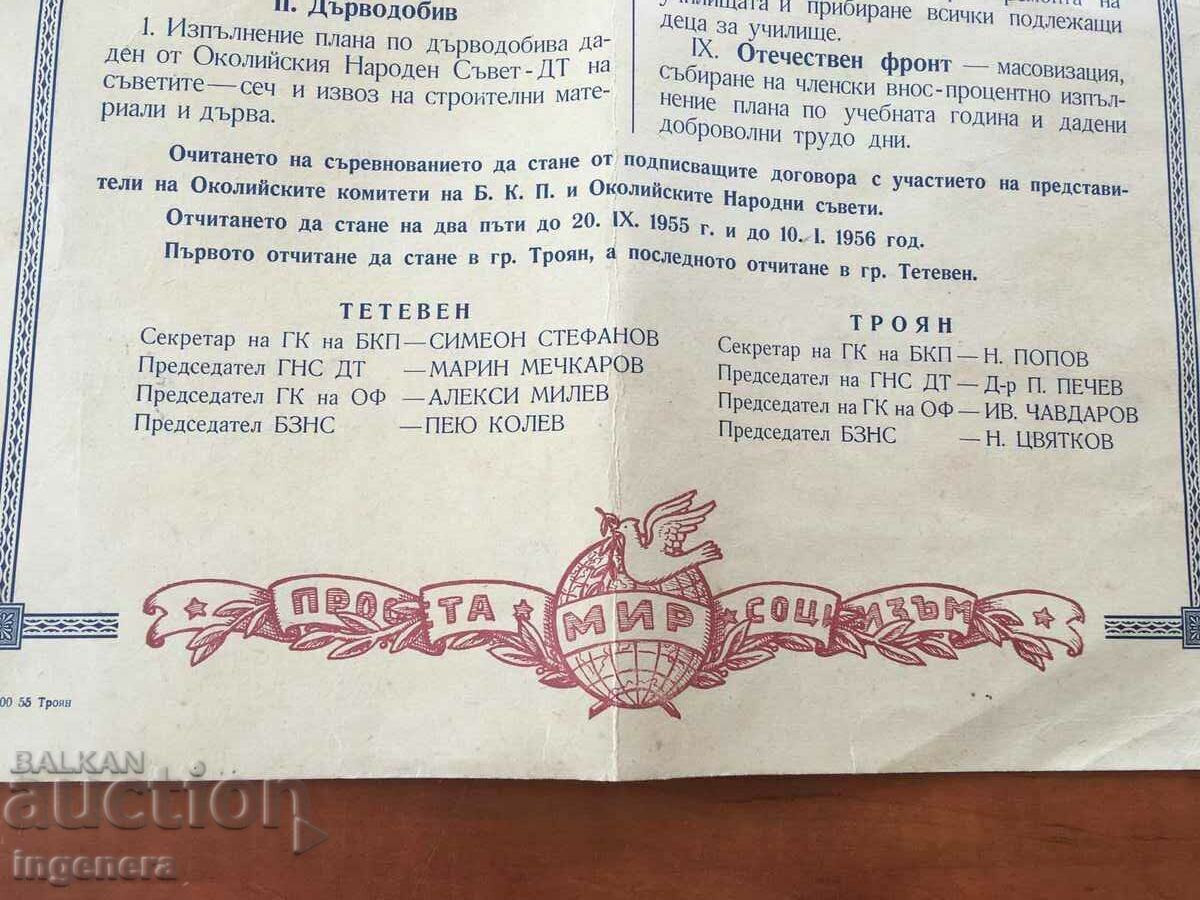 II. Дърводобив
1. Изпълнение плана по дърводобива да-
ден от Околийския Народен Съвет-ДТ на
съветите—сеч и извоз на строителни мате-
риали и дърва.
училищата и прибиране всички подлежащи
деца за училище.
IX. Отечествен фронт — масовизация,
събиране на членски внос-процентно изпъл-
нение плана по учебната година и дадени
доброволни трудо дни.
Очитането на съревнованието да стане от подписващите договора с участието на представи-
тели на Околийските комитети на Б. К. П. и Околийските Народни съвети.
Отчитането да стане на два пъти до 20. IX. 1955 г. и до 10. I. 1956 год.
Първото отчитане да стане в гр. Троян, а последното отчитане в гр. Тетевен.
ТЕТЕВЕН
Секретар на ГК на БКП — СИМЕОН СТЕФАНОВ
Председател ГНС ДТ — МАРИН МЕЧКАРОВ
Председател ГК на ОФ — АЛЕКСИ МИЛЕВ
Председател БЗНС — ПЕЮ КОЛЕВ
ТРОЯН
Секретар на ГК на БКП — Н. ПОПОВ
Председател на ГНС ДТ — Д-р П. ПЕЧЕВ
Председател на ГК на ОФ — ИВ. ЧАВДАРОВ
Председател БЗНС — Н. ЦВЯТКОВ
ПРОС ЕТА МИР СОЦИ ИЗЪМ
00 55 Троян
BALKAN
auction
ingenera